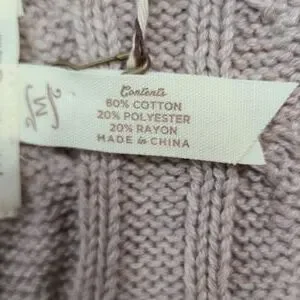 Contents
60% COTTON
20% POLYESTER
20% RAYON
MADE in CHINA
W